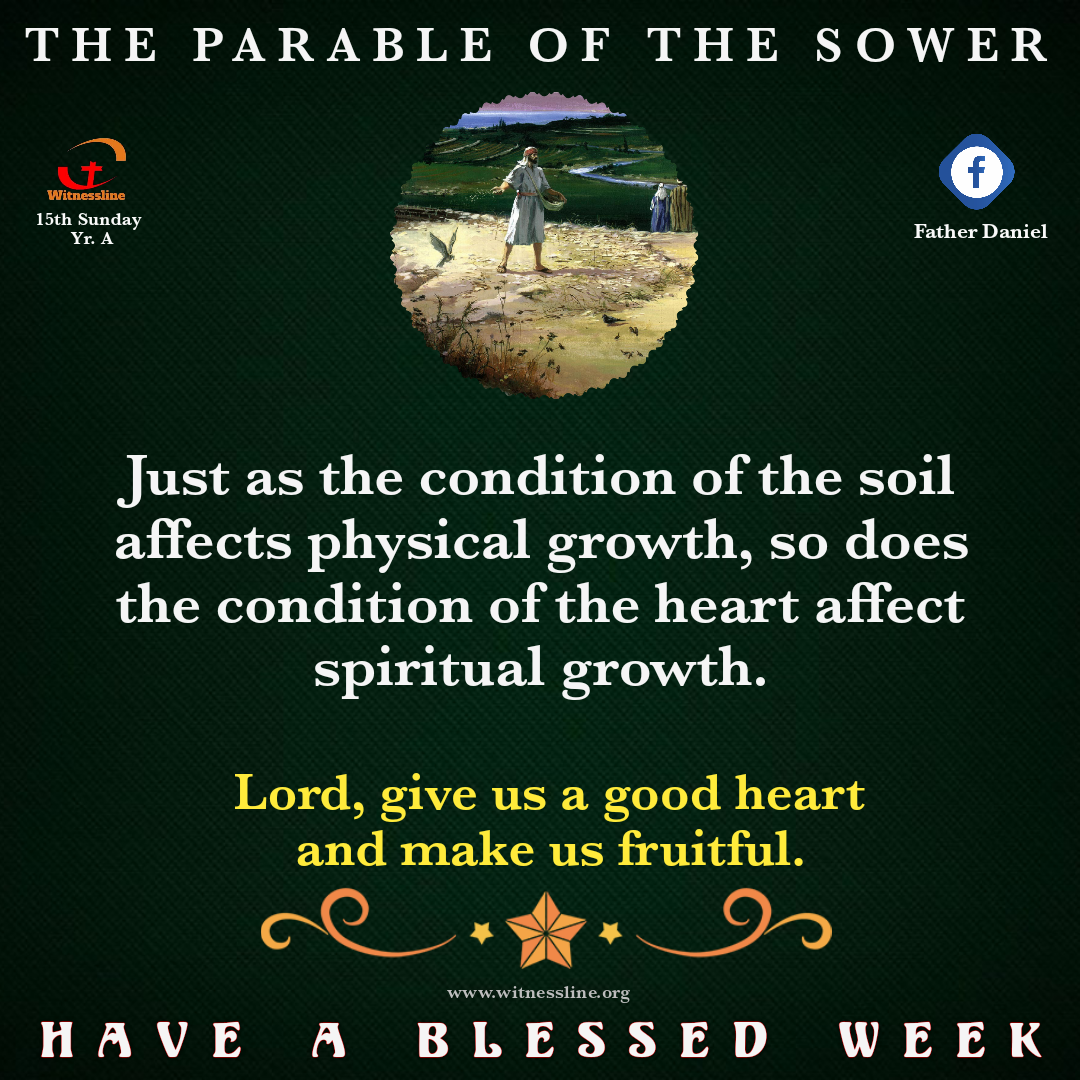 THE PARABLE OF THE SOWER
Witnessline
15th Sunday
Yr. A
f
Father Daniel
Just as the condition of the soil
affects physical growth, so does
the condition of the heart affect
spiritual growth.
Lord, give us a good heart
and make us fruitful.
www.witnessline.org
HAVE A BLESSED WEEK